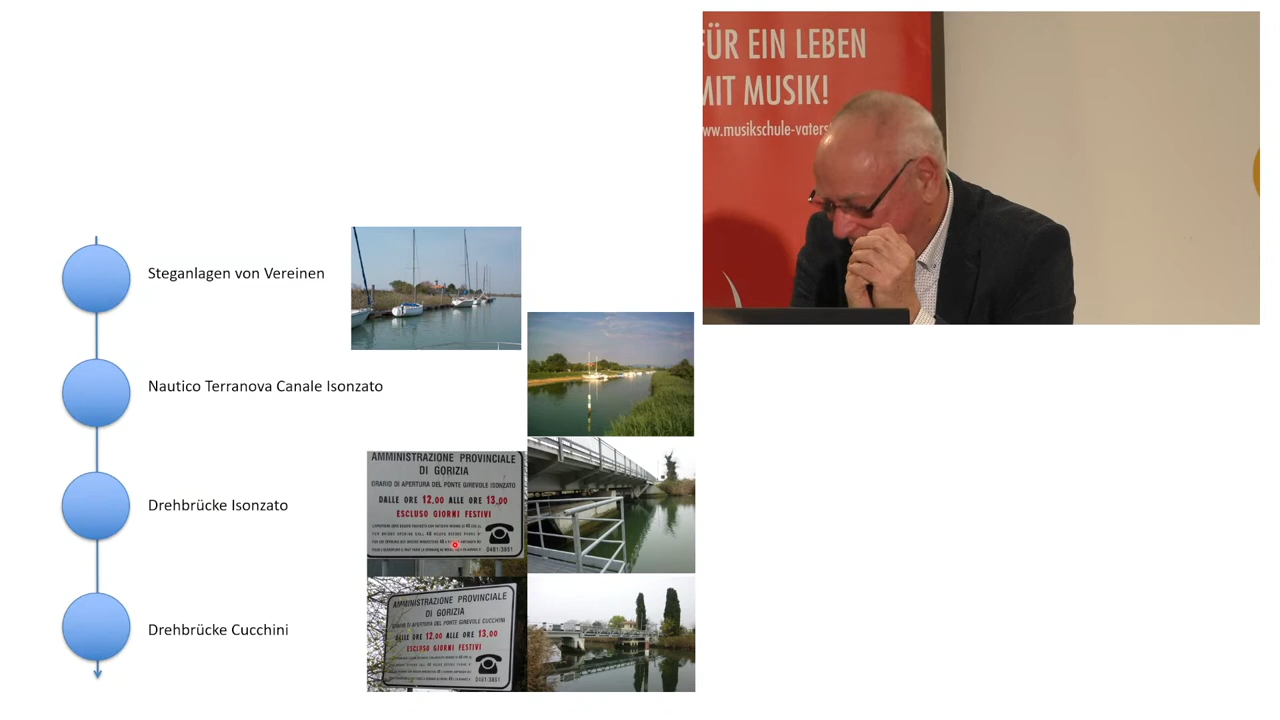 FÜR EIN LEBEN
MIT MUSIK!
www.musikschule-vaterst
Steganlagen von Vereinen
Nautico Terranova Canale Isonzato
Drehbrücke Isonzato
AMMINISTRAZIONE PROVINCIALE
DI GORIZIA
ORARIO DI APERTURA DEL PONTE GIREVOLE ISONZATO
DALLE ORE 12,00 ALLE ORE 13,00
ESCLUSO GIORNI FESTIVI
0481/3851
Drehbrücke Cucchini
AMMINISTRAZIONE PROVINCIALE
DI GORIZIA
ORARIO DI APERTURA DEL PONTE GIREVOLE CUCCHINI
DALLE ORE 12,00 ALLE ORE 13,00
ESCLUSO GIORNI FESTIVI
0481/3851